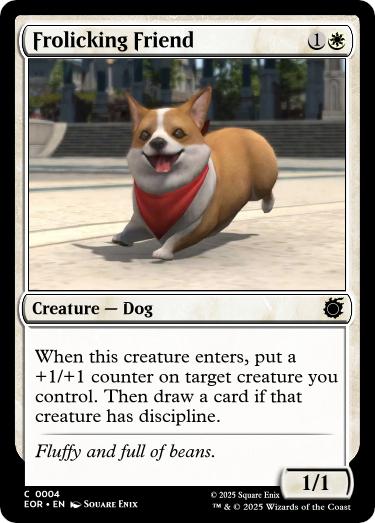 Frolicking Friend 1
Creature — Dog
When this creature enters, put a
+1/+1 counter on target creature you
control. Then draw a card if that
creature has discipline.
Fluffy and full of beans.
1/1
C 0004
EOR • EN SQUARE ENIX
© 2025 Square Enix
™ & © 2025 Wizards of the Coast